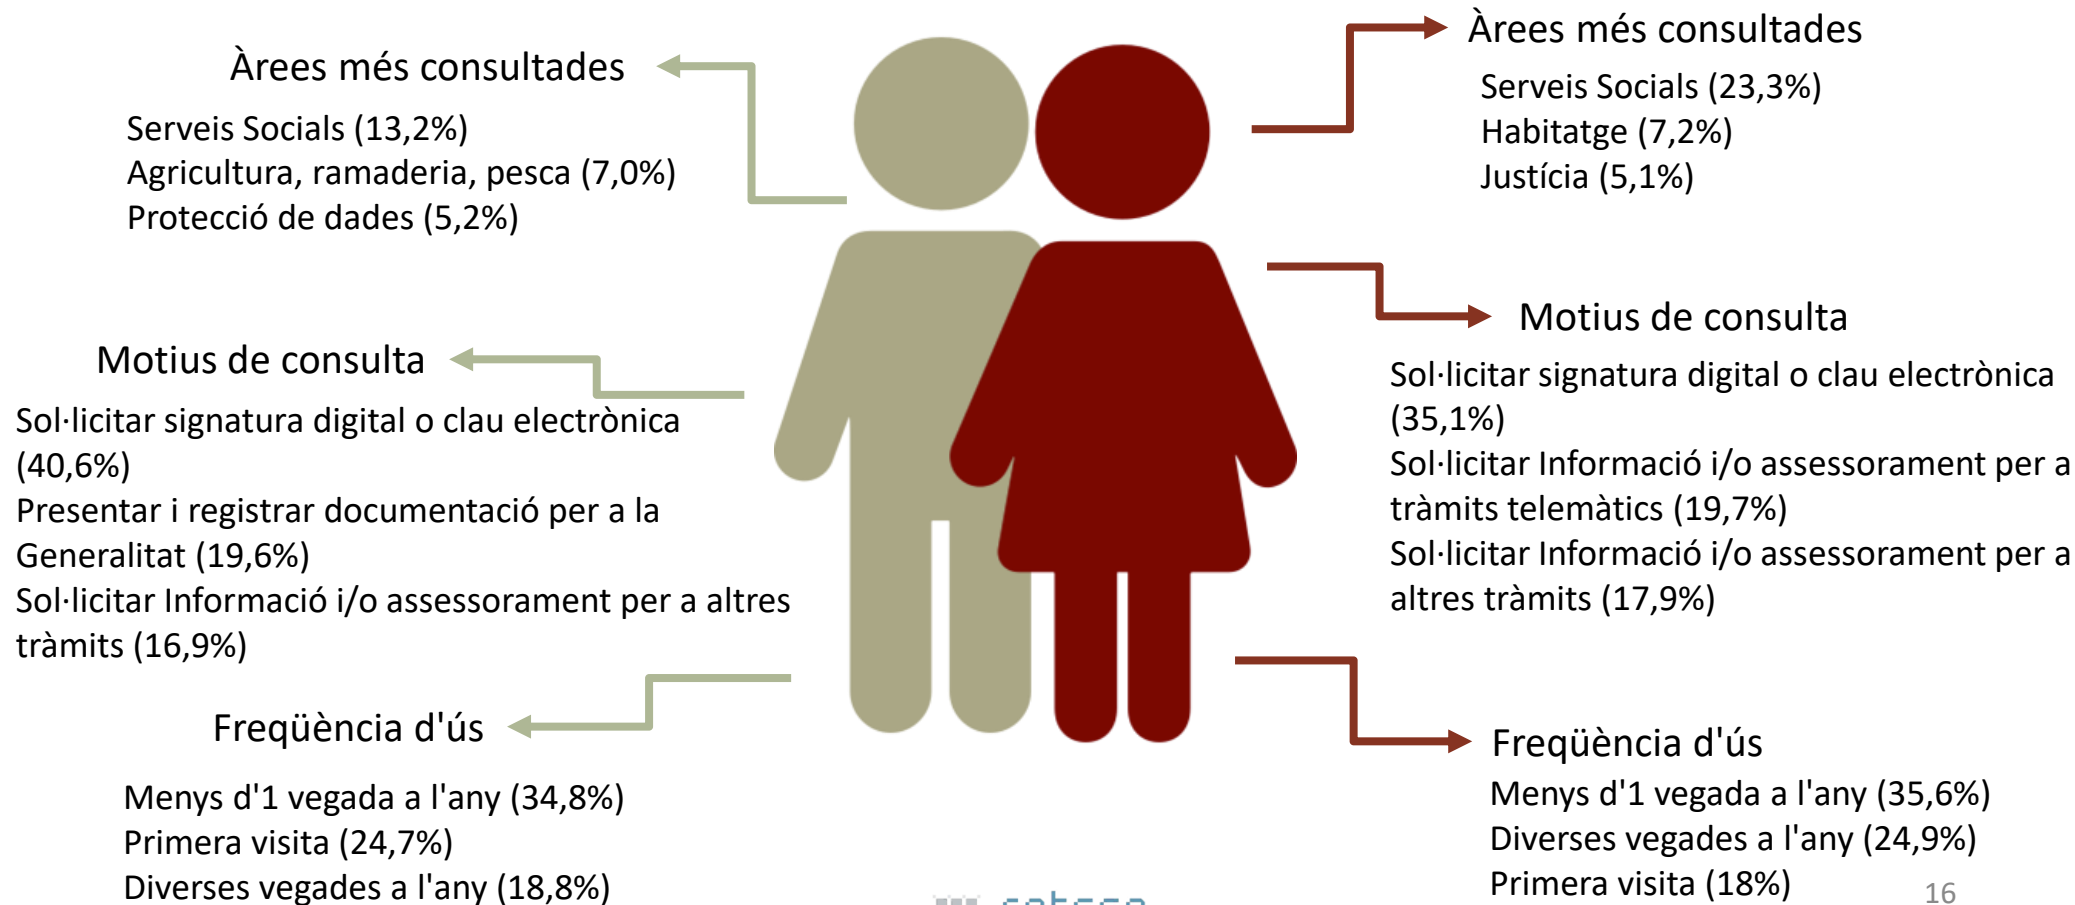 Àrees més consultades
Serveis Socials (13,2%)
Agricultura, ramaderia, pesca (7,0%)
Protecció de dades (5,2%)
Motius de consulta
Sol·licitar signatura digital o clau electrònica
(40,6%)
Presentar i registrar documentació per a la
Generalitat (19,6%)
Sol·licitar Informació i/o assessorament per a altres
tràmits (16,9%)
Freqüència d'ús
Menys d'1 vegada a l'any (34,8%)
Primera visita (24,7%)
Diverses vegades a l'any (18,8%)
Àrees més consultades
Serveis Socials (23,3%)
Habitatge (7,2%)
Justícia (5,1%)
Motius de consulta
Sol·licitar signatura digital o clau electrònica
(35,1%)
Sol·licitar Informació i/o assessorament per a
tràmits telemàtics (19,7%)
Sol·licitar Informació i/o assessorament per a
altres tràmits (17,9%)
Freqüència d'ús
Menys d'1 vegada a l'any (35,6%)
Diverses vegades a l'any (24,9%)
Primera visita (18%)
16